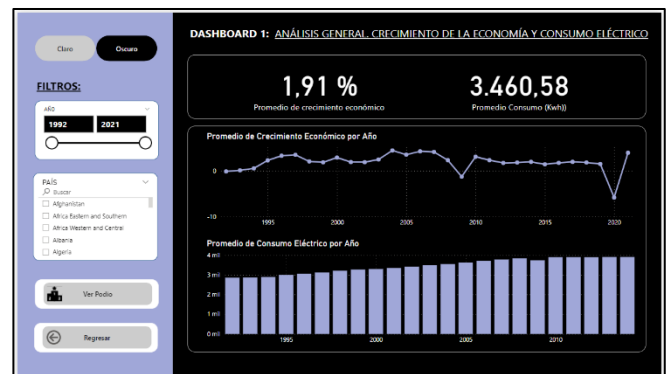 DASHBOARD 1: ANÁLISIS GENERAL. CRECIMIENTO DE LA ECONOMÍA Y CONSUMO ELÉCTRICO
Claro
Oscuro
FILTROS:
AÑO
1992
2021
PAÍS
Buscar
Afghanistan
Africa Eastern and Southern
Africa Western and Central
Albania
Algeria
Ver Podio
Regresar
1,91 %
Promedio de crecimiento económico
3.460,58
Promedio Consumo (Kwh))
Promedio de Crecimiento Económico por Año
0
-10
1995
2000
2005
2010
2015
2020
Promedio de Consumo Eléctrico por Año
4 mil
3 mil
2 mil
1 mil
0 mil
1995
2000
2005
2010